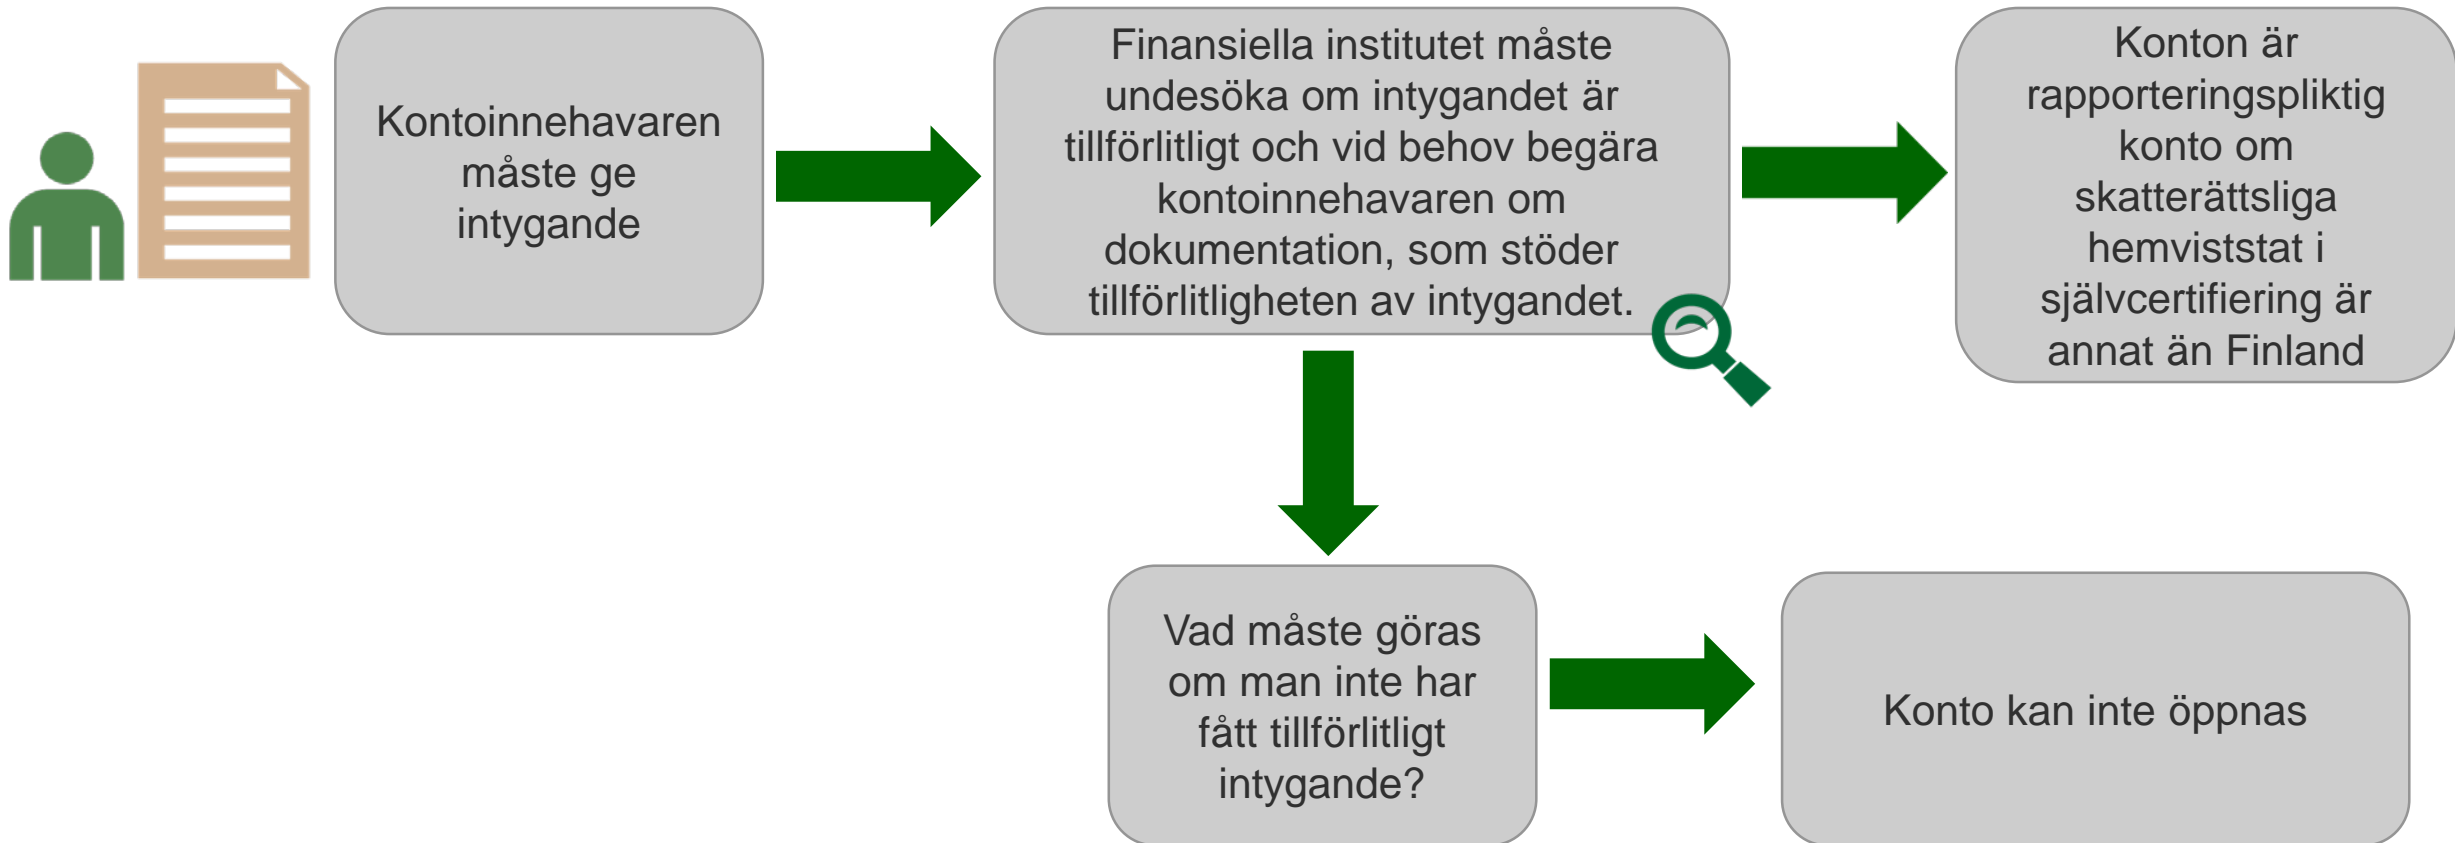 Kontoinnehavaren
måste ge
intygande
Finansiella institutet måste
undesöka om intygandet är
tillförlitligt och vid behov begära
kontoinnehavaren om
dokumentation, som stöder
tillförlitligheten av intygandet.
Konton är
rapporteringspliktig
konto om
skatterättsliga
hemviststat i
självcertifiering är
annat än Finland
Vad måste göras
om man inte har
fått tillförlitligt
intygande?
Konto kan inte öppnas